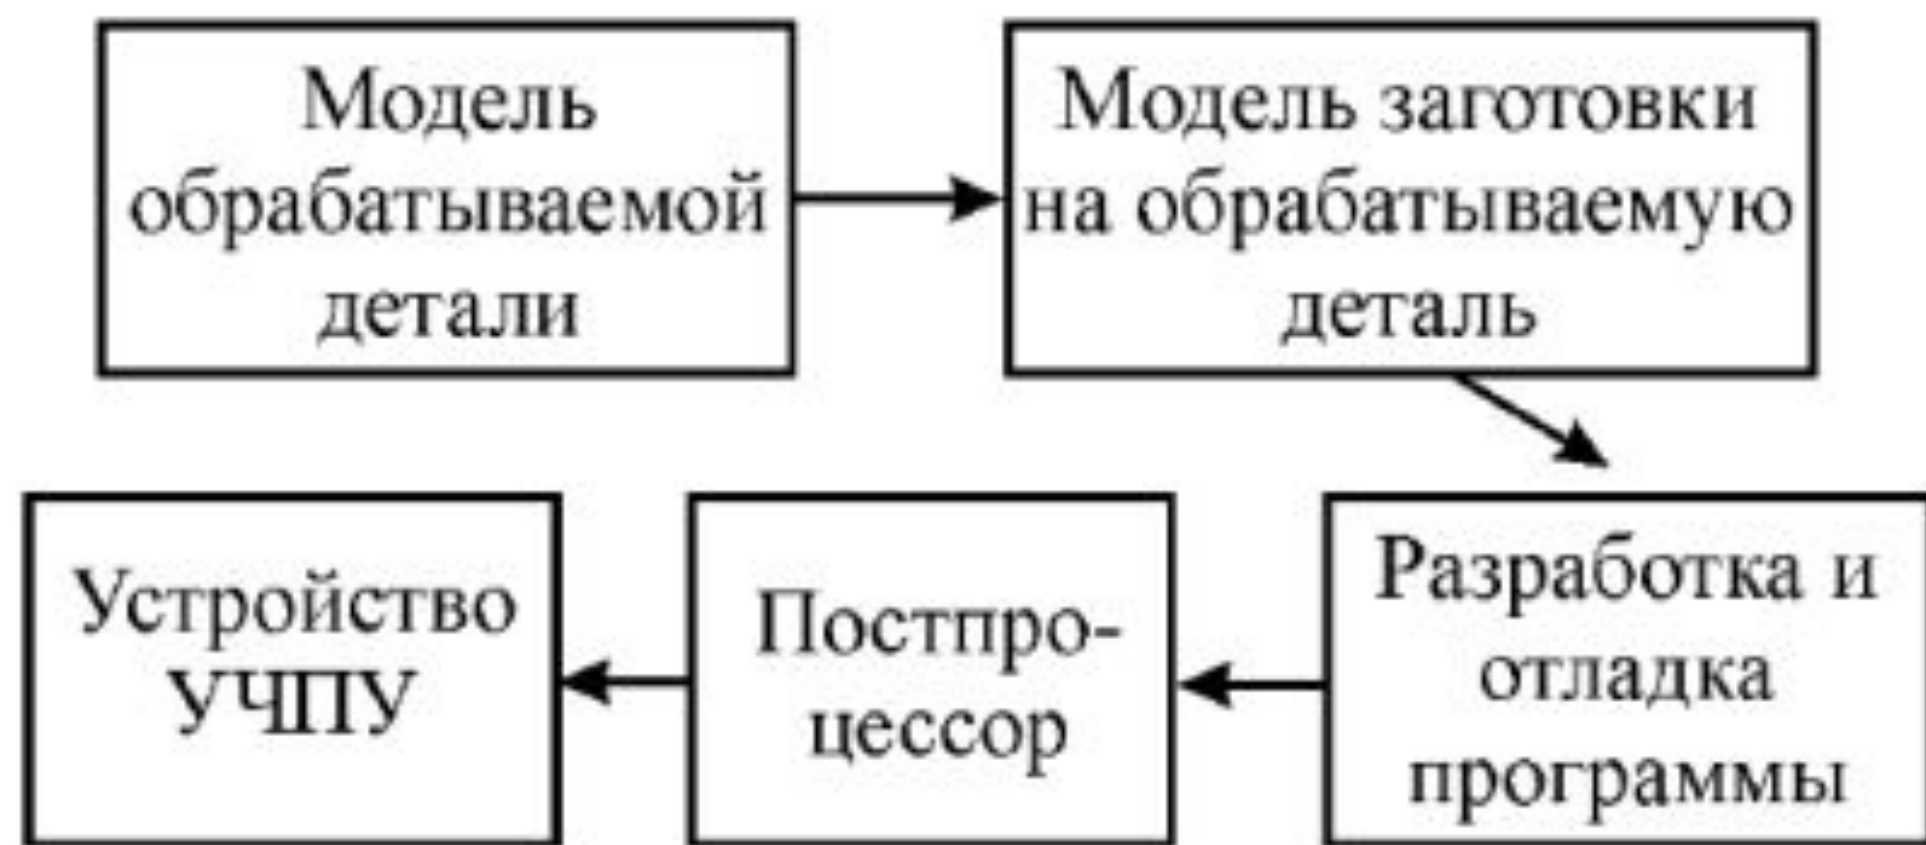 Модель
обрабатываемой
детали
Модель заготовки
на обрабатываемую
деталь
Устройство
УЧПУ
Постпро-
цессор
Разработка и
отладка
программы